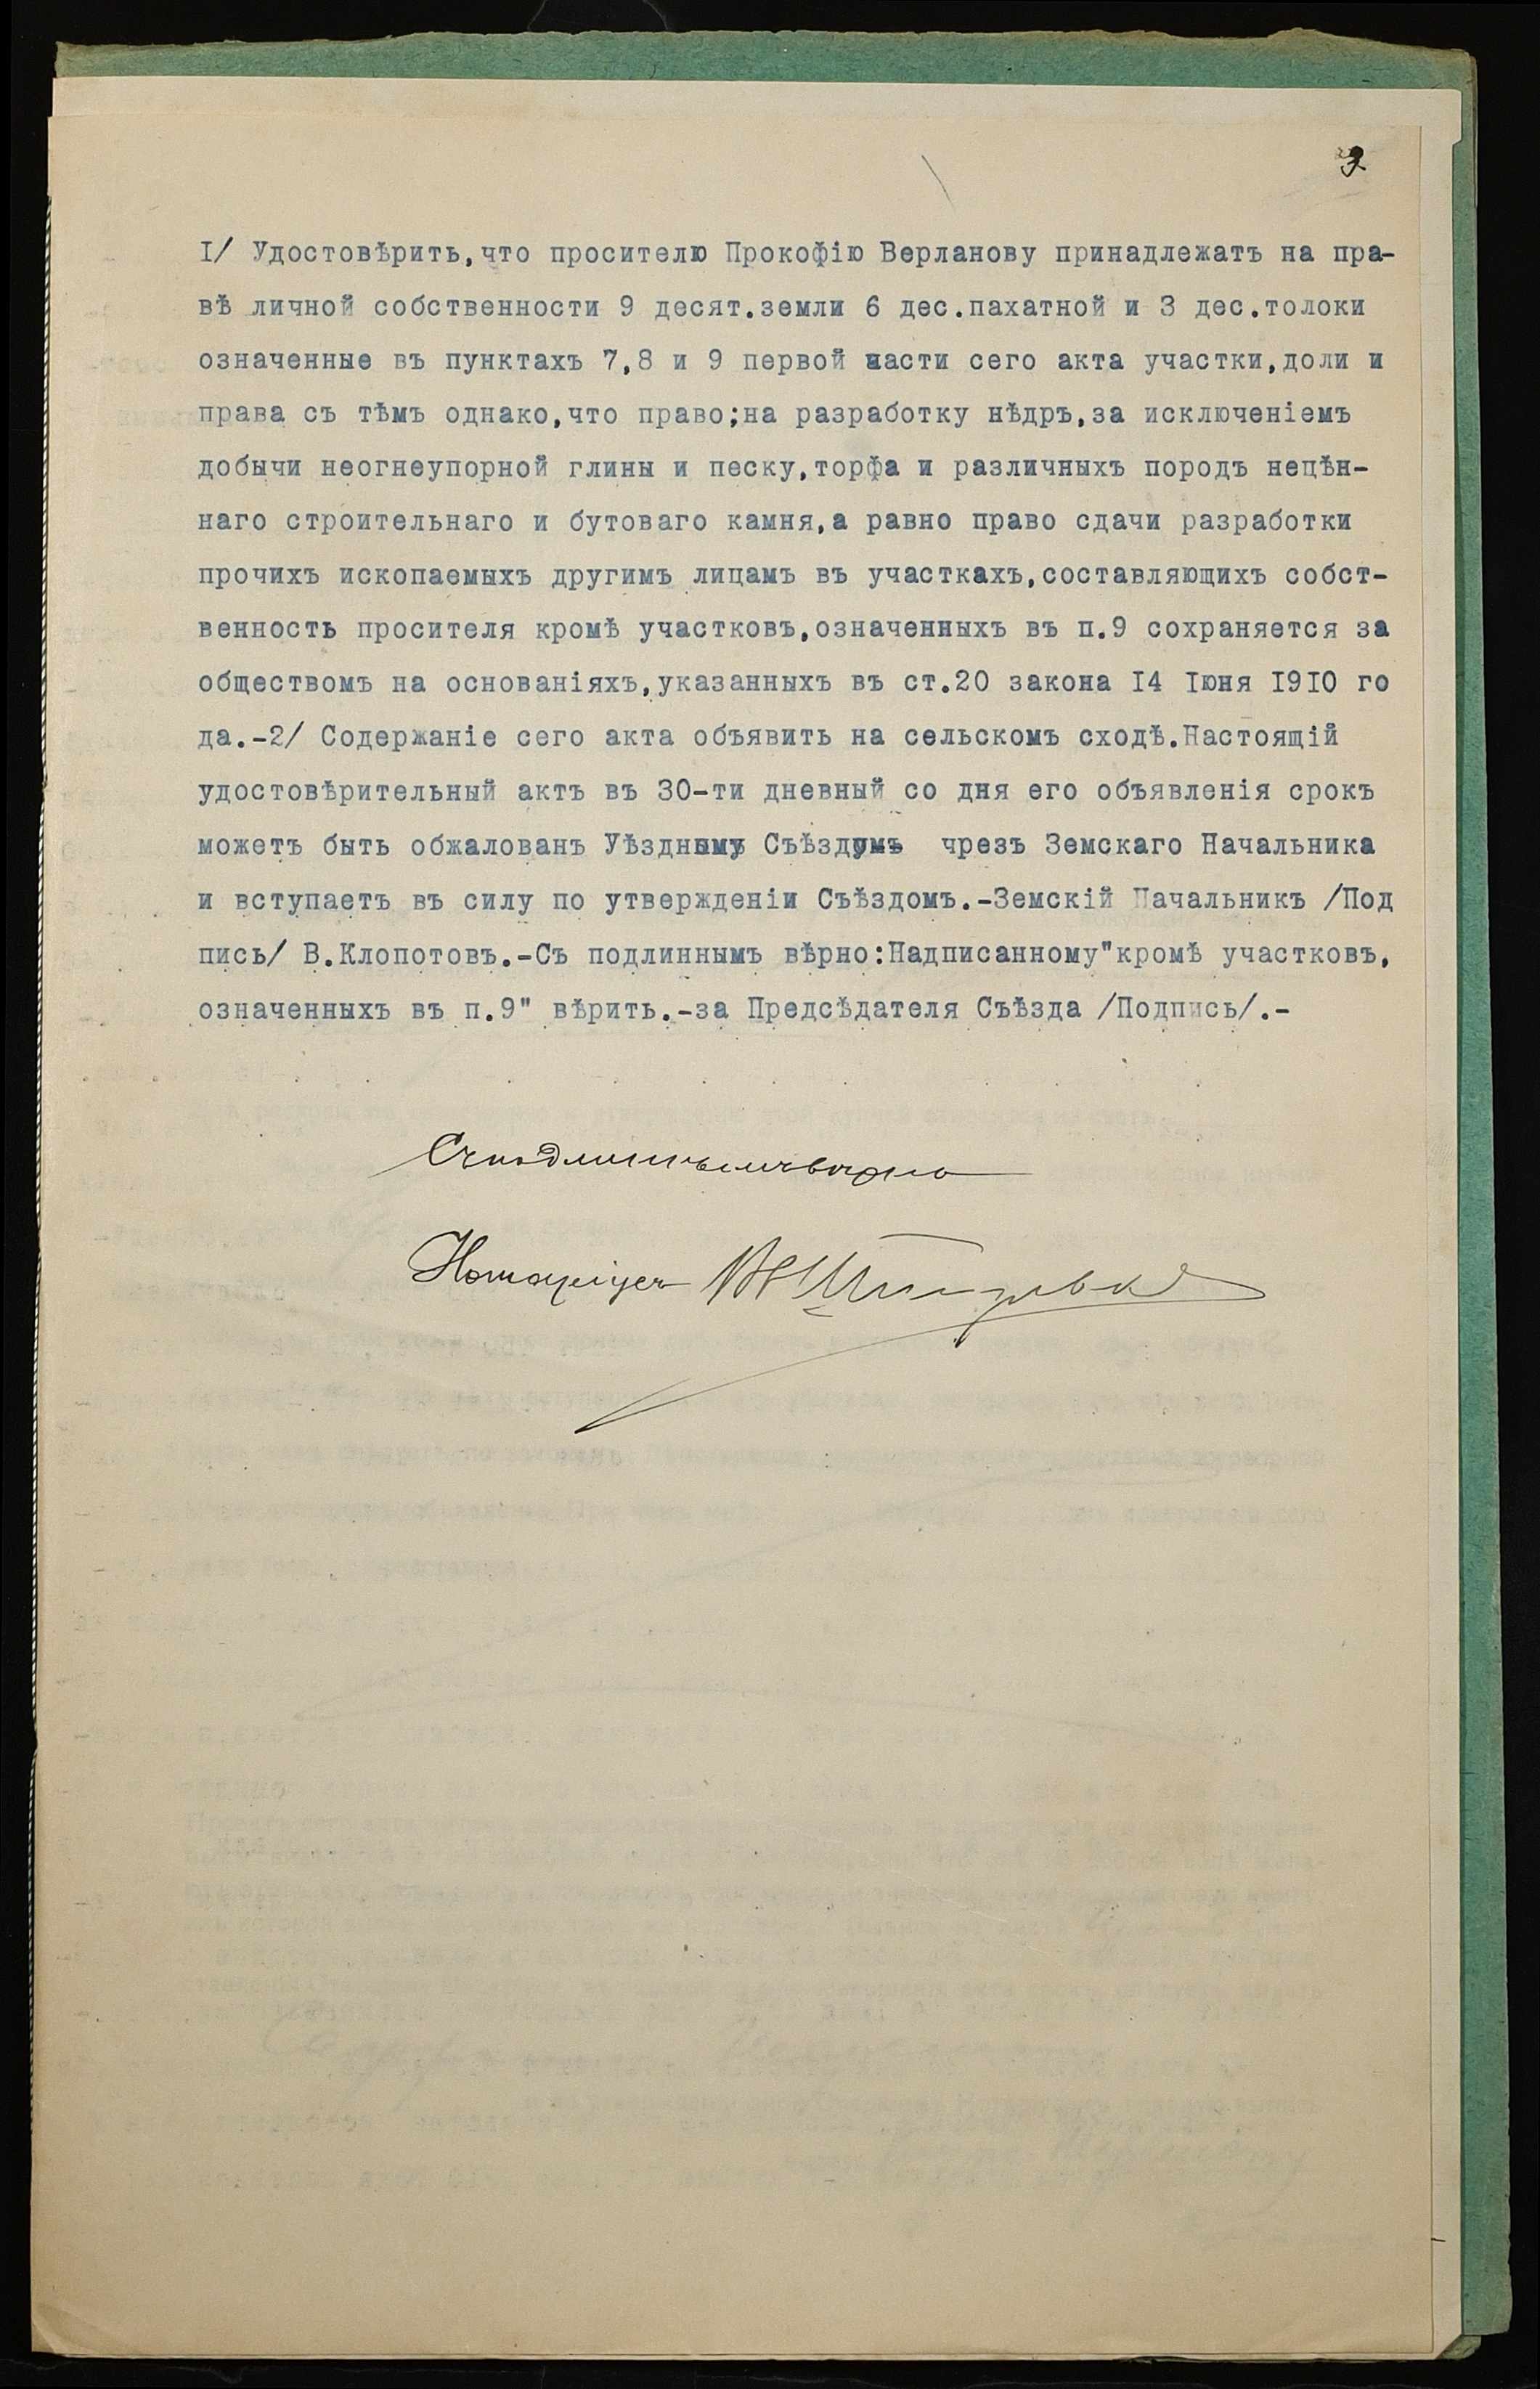 3
I/ Удостовѣрить,что просителю Прокофію Верланову принадлежатъ на пра-
вѣ личной собственности 9 десят.земли 6 дес.пахатной и 3 дес.толоки
означенные въ пунктахъ 7,8 и 9 первой части сего акта участки,доли и
права съ тѣмъ однако,что право;на разработку нѣдръ,за исключеніемъ
добычи неогнеупорной глины и песку,торфа и различныхъ породъ нецѣн-
наго строительнаго и бутоваго камня,а равно право сдачи разработки
прочихъ ископаемыхъ другимъ лицамъ въ участкахъ,составляющихъ собст-
венность просителя кромѣ участковъ,означенныхъ въ п.9 сохраняется за
обществомъ на основаніяхъ,указанныхъ въ ст.20 закона I4 Iюня I9I0 го
да.-2/ Содержаніе сего акта объявить на сельскомъ сходѣ.Настоящій
удостовѣрительный актъ въ 30-ти дневный со дня его объявленія срокъ
можетъ быть обжалованъ Уѣздному Съѣзду чрезъ Земскаго Начальника
и вступаетъ въ силу по утвержденіи Съѣздомъ.-Земскій Начальникъ /Под
пись/ В.Клопотовъ.-Съ подлиннымъ вѣрно:Надписанному"кромѣ участковъ,
означенныхъ въ п.9" вѣрить.-за Предсѣдателя Съѣзда /Подпись/.-
Съ подлиннымъ вѣрно
Нотаріусъ